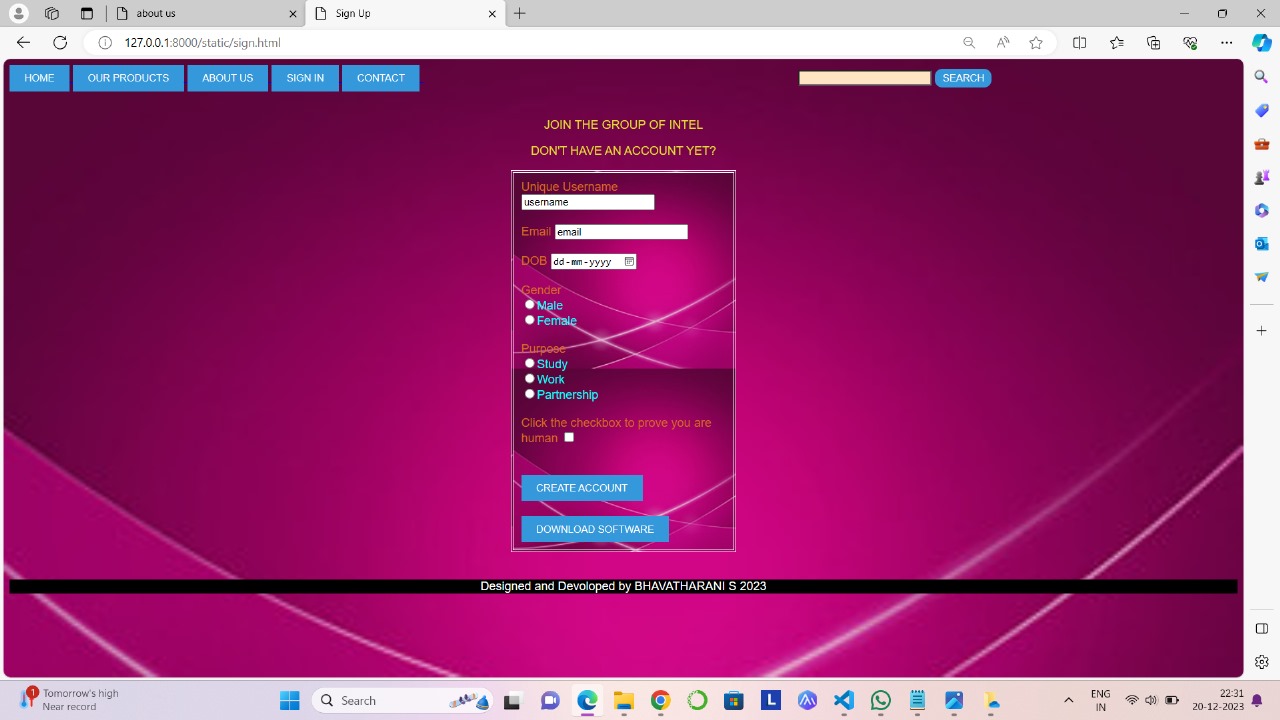 about us
Sign Up
127.0.0.1:8000/static/sign.html
HOME
OUR PRODUCTS
ABOUT US
SIGN IN
CONTACT
SEARCH
JOIN THE GROUP OF INTEL
DON'T HAVE AN ACCOUNT YET?
Unique Username
username
Email email
DOB dd-mm-yyyy
Gender
Male
Female
Purpose
Study
Work
Partnership
Click the checkbox to prove you are
human
CREATE ACCOUNT
DOWNLOAD SOFTWARE
Designed and Devoloped by BHAVATHARANI S 2023
1
Tomorrow's high
Near record
Search
L
ENG
IN
22:31
20-12-2023